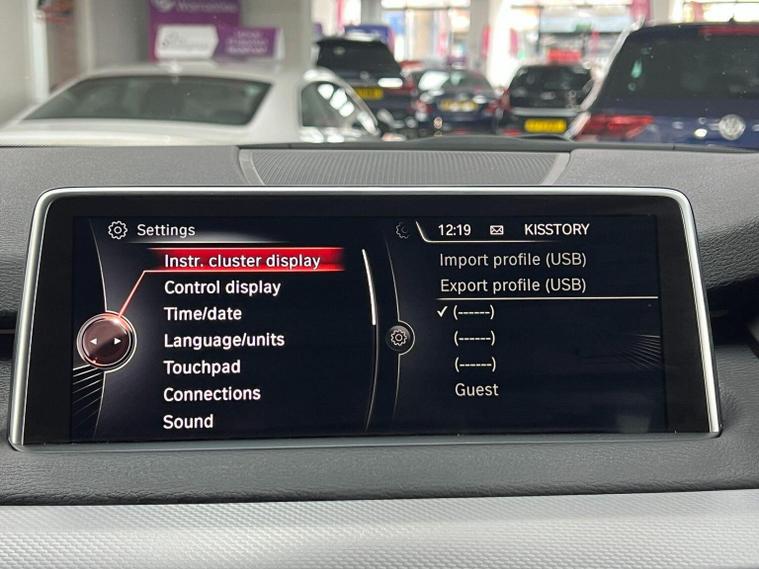 Warranties
Settings
Instr. cluster display
Control display
Time/date
Language/units
Touchpad
Connections
Sound
12:19
KISSTORY
Import profile (USB)
Export profile (USB)
✓ (------)
(------)
(------)
Guest